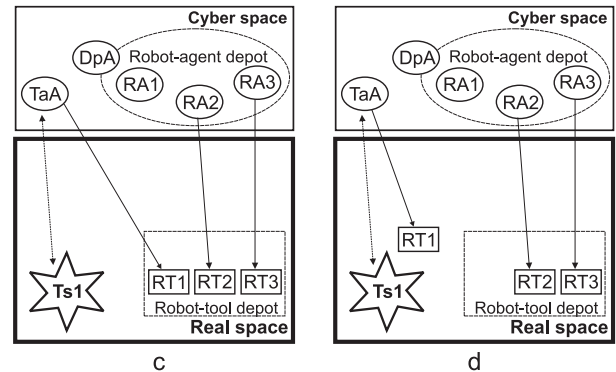 Cyber space
DpA
Robot-agent depot
TaA
RA1
RA2
RA3
Ts1
RT1
RT2
RT3
Robot-tool depot
Real space
c
Cyber space
DpA
Robot-agent depot
TaA
RA1
RA2
RA3
RT1
Ts1
RT2
RT3
Robot-tool depot
Real space
d